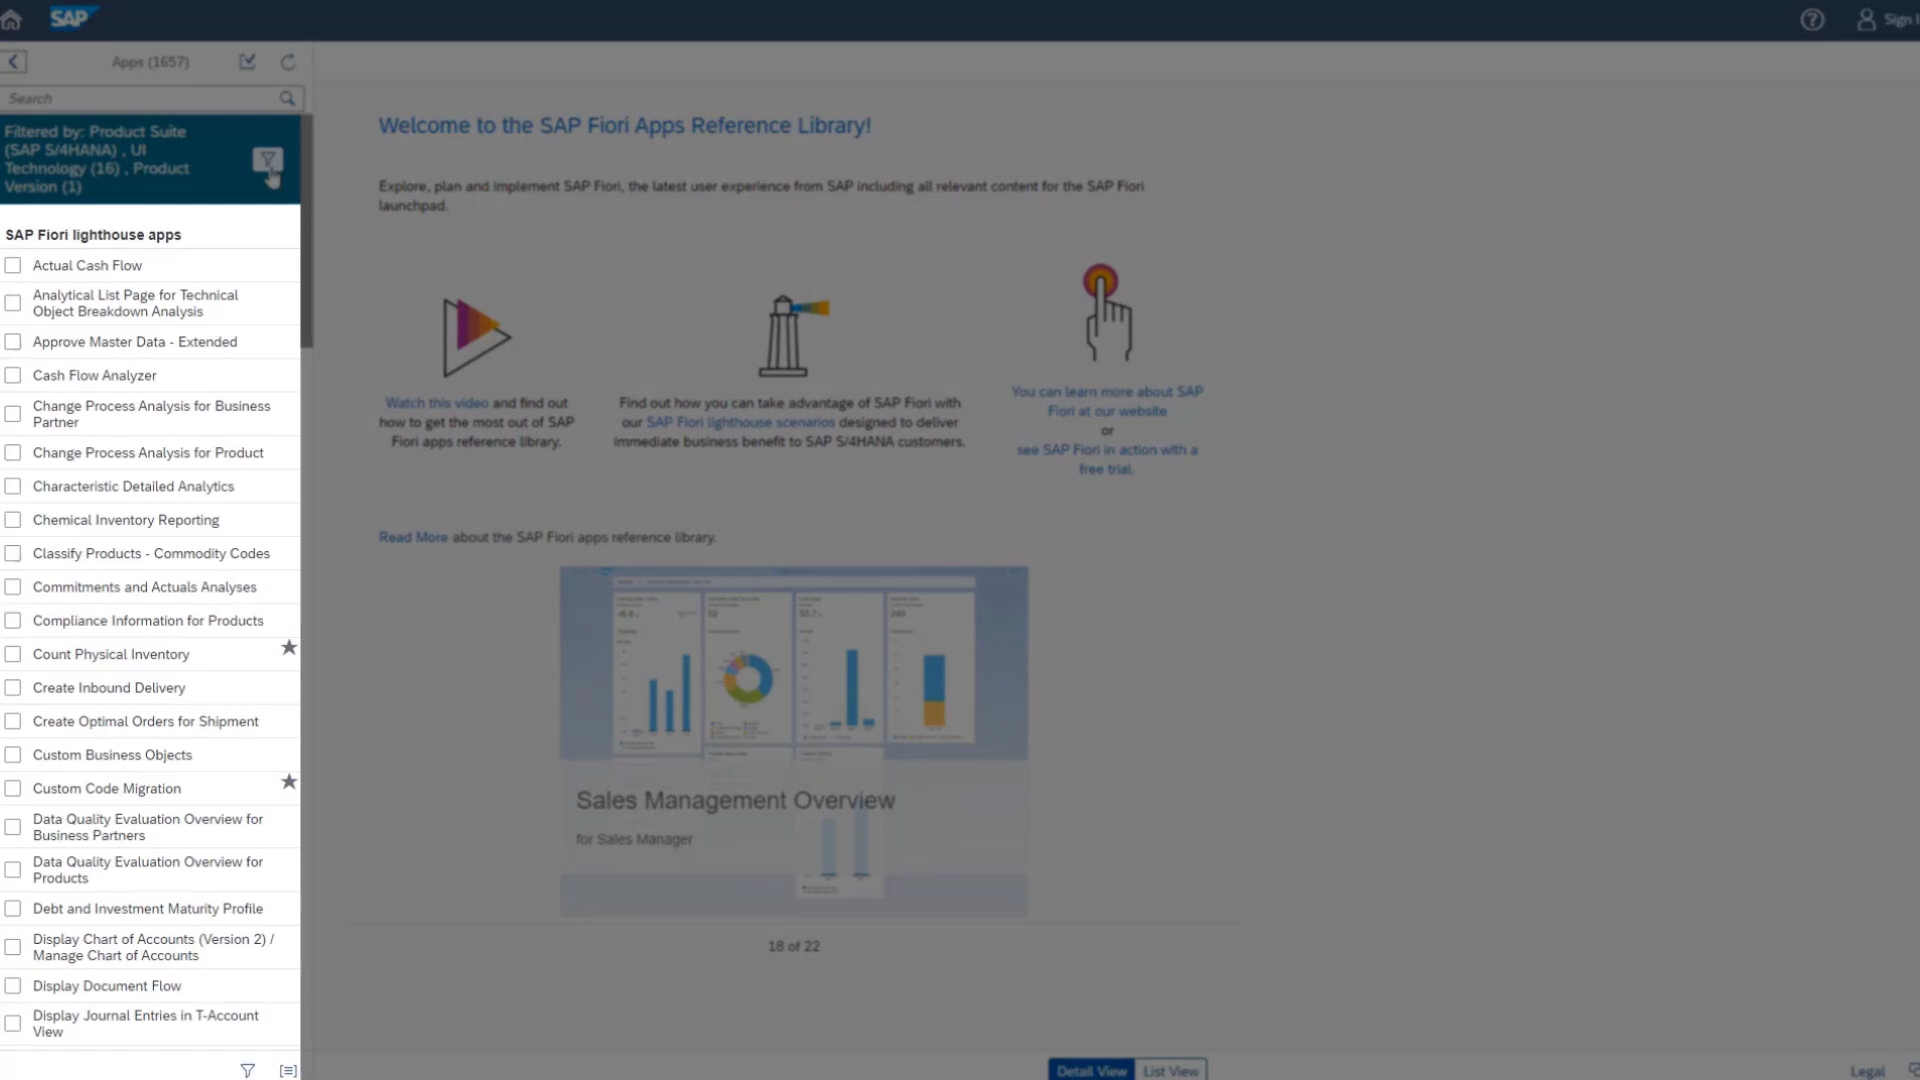 SAP
Sign
Apps (1657)
Search
Filtered by: Product Suite
(SAP S/4HANA) , UI
Technology (16) , Product
Version (1)
SAP Fiori lighthouse apps
Actual Cash Flow
Analytical List Page for Technical
Object Breakdown Analysis
Approve Master Data - Extended
Cash Flow Analyzer
Change Process Analysis for Business
Partner
Change Process Analysis for Product
Characteristic Detailed Analytics
Chemical Inventory Reporting
Classify Products - Commodity Codes
Commitments and Actuals Analyses
Compliance Information for Products
Count Physical Inventory
Create Inbound Delivery
Create Optimal Orders for Shipment
Custom Business Objects
Custom Code Migration
Data Quality Evaluation Overview for
Business Partners
Data Quality Evaluation Overview for
Products
Debt and Investment Maturity Profile
Display Chart of Accounts (Version 2) /
Manage Chart of Accounts
Display Document Flow
Display Journal Entries in T-Account
View
Welcome to the SAP Fiori Apps Reference Library!
Explore, plan and implement SAP Fiori, the latest user experience from SAP including all relevant content for the SAP Fiori
launchpad.
Watch this video and find out
how to get the most out of SAP
Fiori apps reference library.
Find out how you can take advantage of SAP Fiori with
our SAP Fiori lighthouse scenarios designed to deliver
immediate business benefit to SAP S/4HANA customers.
You can learn more about SAP
Fiori at our website
or
see SAP Fiori in action with a
free trial.
Read More about the SAP Fiori apps reference library.
Sales Management Overview
for Sales Manager
18 of 22
Detail View
List View
Legal